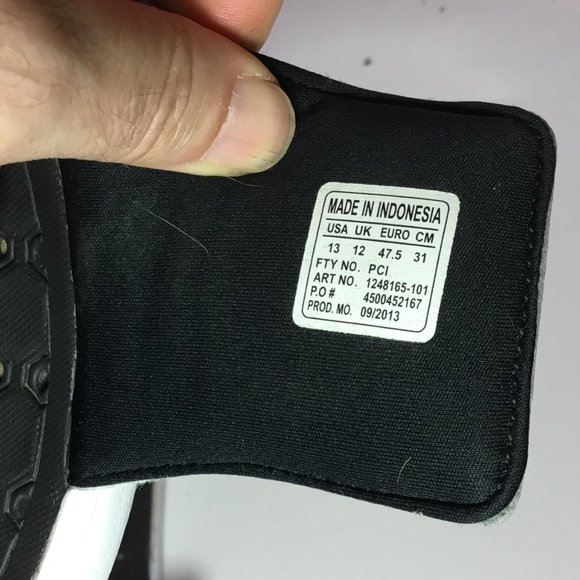 MADE IN INDONESIA
USA UK EURO CM
13 12 47.5 31
FTY NO. PCI
ART NO. 1248165-101
P.O # 4500452167
PROD. MO. 09/2013